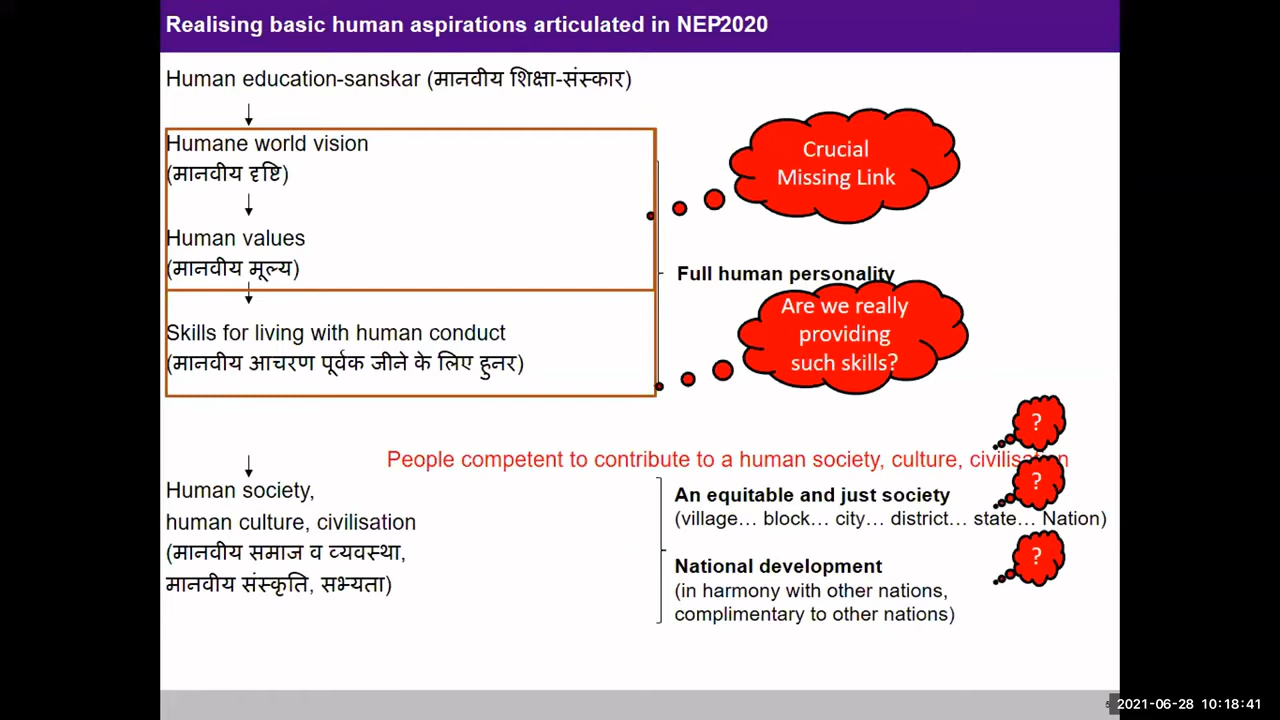 Realising basic human aspirations articulated in NEP2020
Human education-sanskar (मानवीय शिक्षा-संस्कार)
Humane world vision
(मानवीय दृष्टि)
Human values
(मानवीय मूल्य)
Skills for living with human conduct
(मानवीय आचरण पूर्वक जीने के लिए हुनर)
Crucial
Missing Link
Full human personality
Are we really
providing
such skills?
?
People competent to contribute to a human society, culture, civilisation
Human society,
human culture, civilisation
(मानवीय समाज व व्यवस्था,
मानवीय संस्कृति, सभ्यता)
?
An equitable and just society
(village… block… city… district… state… Nation)
?
National development
(in harmony with other nations,
complimentary to other nations)
2021-06-28 10:18:41